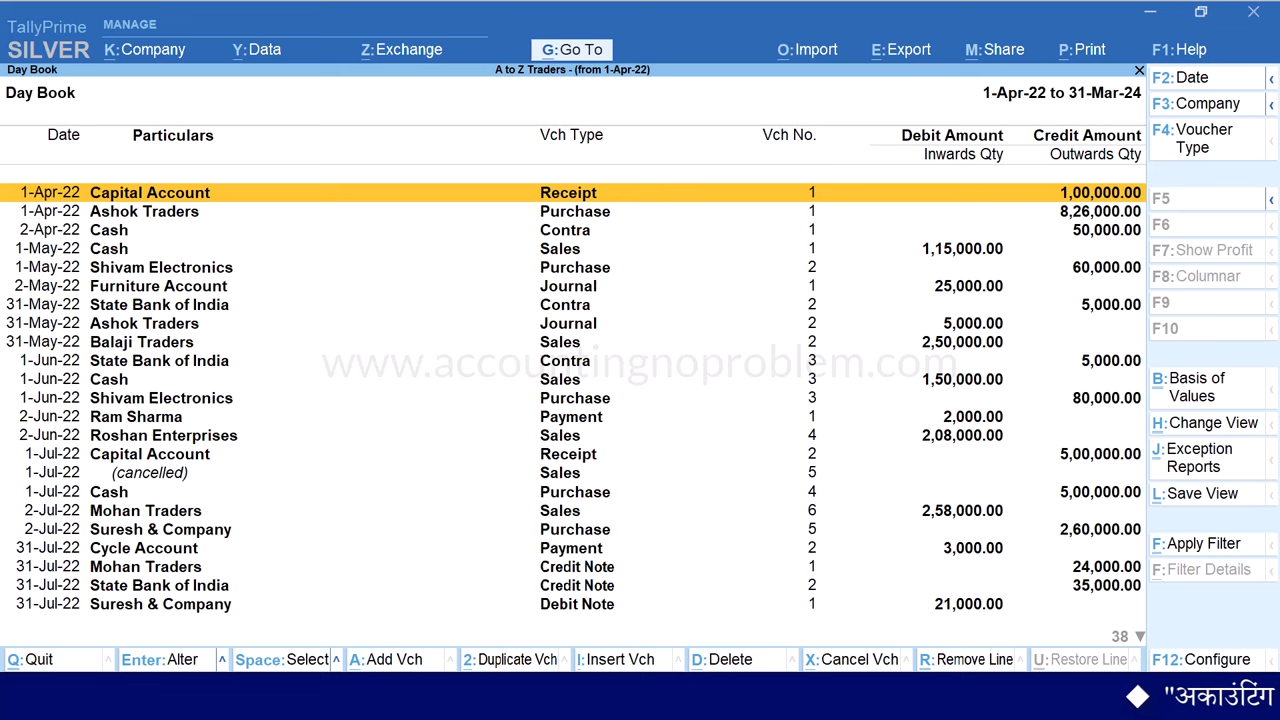 TallyPrime MANAGE
SILVER K:Company Y:Data Z:Exchange G:Go To O:Import E:Export M:Share P:Print F1:Help
Day Book A to Z Traders - (from 1-Apr-22) ×
Day Book 1-Apr-22 to 31-Mar-24
Date Particulars Vch Type Vch No. Debit Amount Credit Amount
Inwards Qty Outwards Qty
1-Apr-22 Capital Account Receipt 1 1,00,000.00
1-Apr-22 Ashok Traders Purchase 1 8,26,000.00
2-Apr-22 Cash Contra 1 50,000.00
1-May-22 Cash Sales 1 1,15,000.00
1-May-22 Shivam Electronics Purchase 2 60,000.00
2-May-22 Furniture Account Journal 1 25,000.00
31-May-22 State Bank of India Contra 2 5,000.00
31-May-22 Ashok Traders Journal 2 5,000.00
31-May-22 Balaji Traders Sales 2 2,50,000.00
1-Jun-22 State Bank of India Contra 3 5,000.00
www.accountingnoproblem.com
1-Jun-22 Cash Sales 3 1,50,000.00
1-Jun-22 Shivam Electronics Purchase 3 80,000.00
2-Jun-22 Ram Sharma Payment 1 2,000.00
2-Jun-22 Roshan Enterprises Sales 4 2,08,000.00
1-Jul-22 Capital Account Receipt 2 5,00,000.00
1-Jul-22 (cancelled) Sales 5
1-Jul-22 Cash Purchase 4 5,00,000.00
2-Jul-22 Mohan Traders Sales 6 2,58,000.00
2-Jul-22 Suresh & Company Purchase 5 2,60,000.00
31-Jul-22 Cycle Account Payment 2 3,000.00
31-Jul-22 Mohan Traders Credit Note 1 24,000.00
31-Jul-22 State Bank of India Credit Note 2 35,000.00
31-Jul-22 Suresh & Company Debit Note 1 21,000.00
38 ▼
F2:Date
F3:Company
F4:Voucher
Type
F5
F6
F7:Show Profit
F8:Columnar
F9
F10
B:Basis of
Values
H:Change View
J:Exception
Reports
L:Save View
F:Apply Filter
F:Filter Details
Q:Quit Enter:Alter Space:Select A:Add Vch 2:Duplicate Vch I:Insert Vch D:Delete X:Cancel Vch R:Remove Line U:Restore Line F12:Configure
◆ "अकाउंटिंग